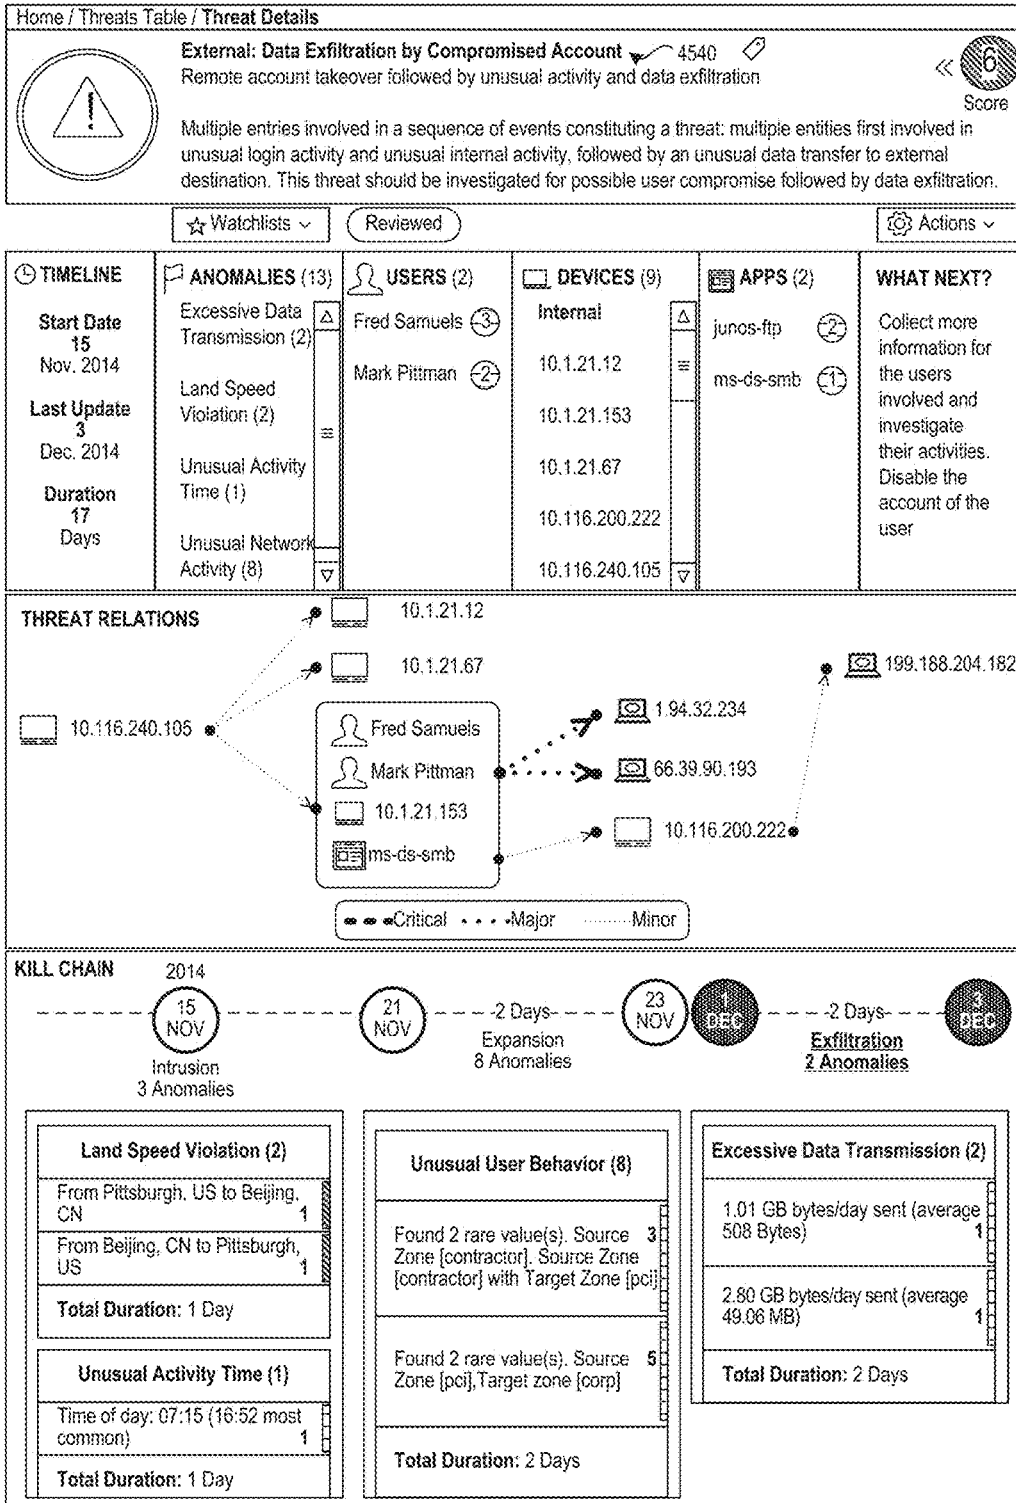 Home / Threats Table / Threat Details
External: Data Exfiltration by Compromised Account 4540
Remote account takeover followed by unusual activity and data exfiltration
6
Score
Multiple entries involved in a sequence of events constituting a threat: multiple entities first involved in
unusual login activity and unusual internal activity, followed by an unusual data transfer to external
destination. This threat should be investigated for possible user compromise followed by data exfiltration.
Watchlists
Reviewed
Actions
TIMELINE
Start Date
15
Nov. 2014
Last Update
3
Dec. 2014
Duration
17
Days
ANOMALIES (13)
Excessive Data
Transmission (2)
Land Speed
Violation (2)
Unusual Activity
Time (1)
Unusual Network
Activity (8)
USERS (2)
Fred Samuels 3
Mark Pittman 2
DEVICES (9)
Internal
10.1.21.12
10.1.21.153
10.1.21.67
10.116.200.222
10.116.240.105
APPS (2)
junos-ftp 2
ms-ds-smb 1
WHAT NEXT?
Collect more
information for
the users
involved and
investigate
their activities.
Disable the
account of the
user
THREAT RELATIONS
10.1.21.12
10.1.21.67
199.188.204.182
10.116.240.105
Fred Samuels
Mark Pittman
10.1.21.153
ms-ds-smb
1.94.32.234
66.39.90.193
10.116.200.222
Critical Major Minor
KILL CHAIN
2014
15
NOV
Intrusion
3 Anomalies
21
NOV
2 Days
Expansion
8 Anomalies
23
NOV
1
DEC
2 Days
Exfiltration
2 Anomalies
3
DEC
Land Speed Violation (2)
From Pittsburgh, US to Beijing,
CN 1
From Beijing, CN to Pittsburgh,
US 1
Total Duration: 1 Day
Unusual Activity Time (1)
Time of day: 07:15 (16:52 most
common) 1
Total Duration: 1 Day
Unusual User Behavior (8)
Found 2 rare value(s). Source 3
Zone [contractor]. Source Zone
[contractor] with Target Zone [pci]
Found 2 rare value(s). Source 5
Zone [pci],Target zone [corp]
Total Duration: 2 Days
Excessive Data Transmission (2)
1.01 GB bytes/day sent (average
508 Bytes) 1
2.80 GB bytes/day sent (average
49.06 MB) 1
Total Duration: 2 Days